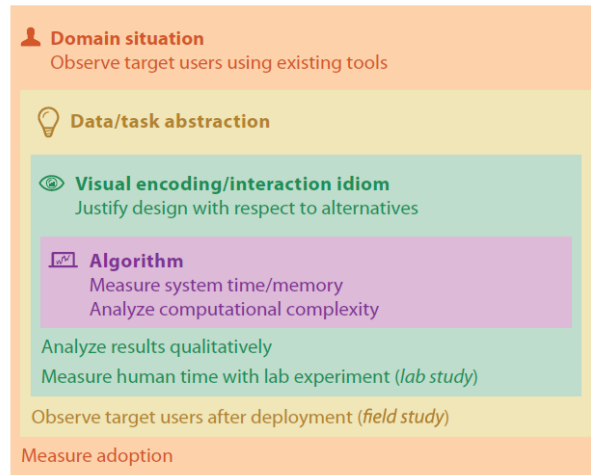 Domain situation
Observe target users using existing tools
Data/task abstraction
Visual encoding/interaction idiom
Justify design with respect to alternatives
Algorithm
Measure system time/memory
Analyze computational complexity
Analyze results qualitatively
Measure human time with lab experiment (lab study)
Observe target users after deployment (field study)
Measure adoption